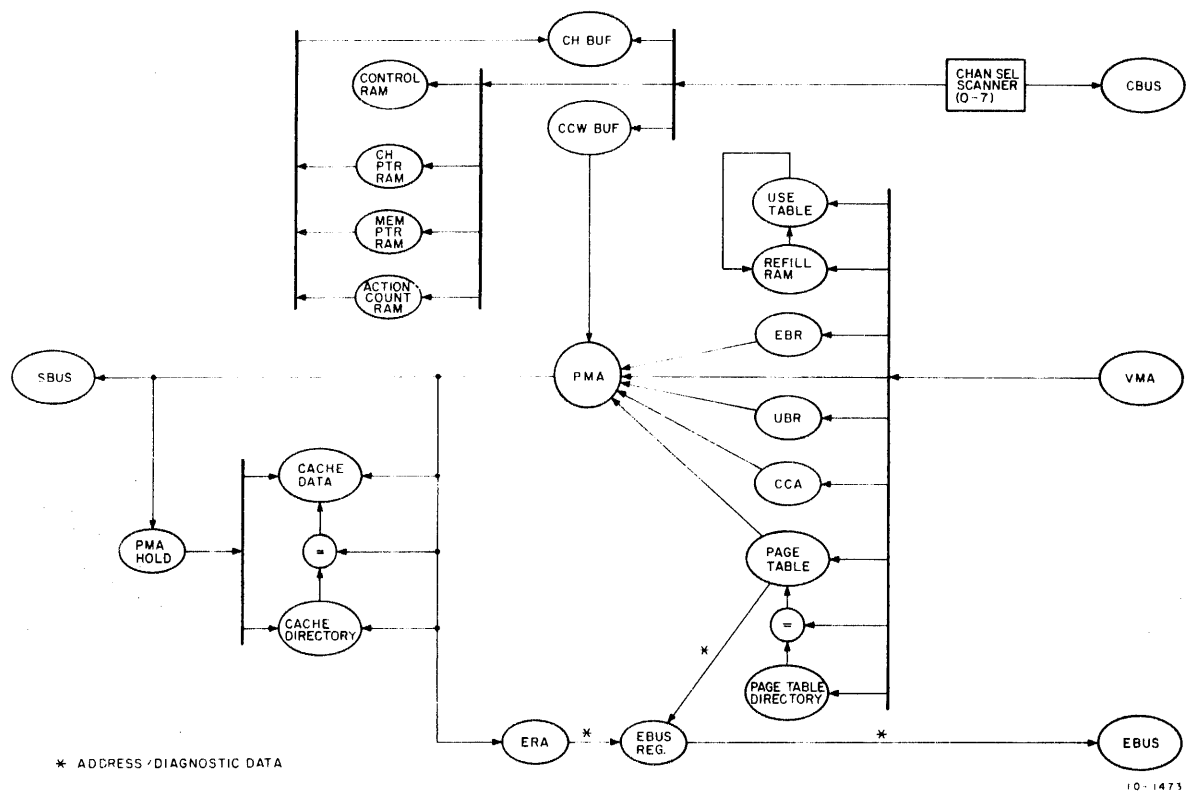 CH BUF
CONTROL
RAM
CHAN SEL
SCANNER
(0-7)
CBUS
CCW BUF
CH
PTR
RAM
USE
TABLE
MEM
PTR
RAM
REFILL
RAM
ACTION
COUNT
RAM
EBR
SBUS
PMA
VMA
UBR
CACHE
DATA
CCA
PMA
HOLD
=
PAGE
TABLE
CACHE
DIRECTORY
=
*
PAGE TABLE
DIRECTORY
ERA
*
EBUS
REG.
*
EBUS
* ADDRESS/DIAGNOSTIC DATA
10-1473